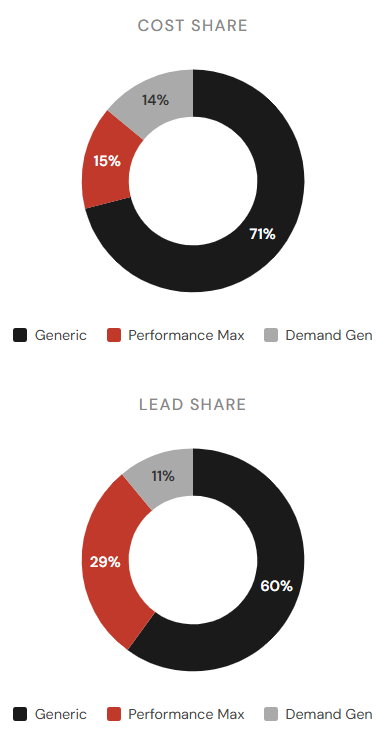 COST SHARE
14%
15%
71%
Generic Performance Max Demand Gen
LEAD SHARE
11%
29%
60%
Generic Performance Max Demand Gen